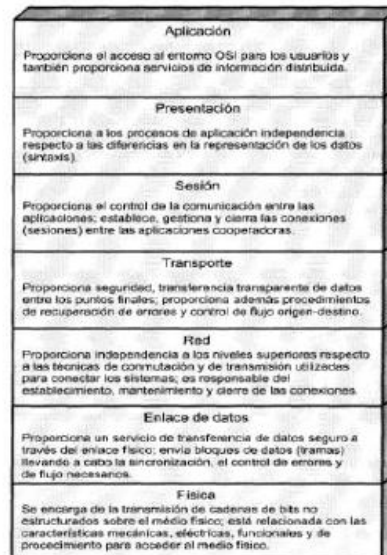 Aplicación
Proporciona el acceso al entorno OSI para los usuarios y
también proporciona servicios de información distribuida.
Presentación
Proporciona a los procesos de aplicación independencia
respecto a las diferencias en la representación de los datos
(sintaxis).
Sesión
Proporciona el control de la comunicación entre las
aplicaciones; establece, gestiona y cierra las conexiones
(sesiones) entre las aplicaciones cooperadoras.
Transporte
Proporciona seguridad, transferencia transparente de datos
entre los puntos finales; proporciona además procedimientos
de recuperación de errores y control de flujo origen-destino.
Red
Proporciona independencia a los niveles superiores respecto
a las técnicas de conmutación y de transmisión utilizadas
para conectar los sistemas; es responsable del
establecimiento, mantenimiento y cierre de las conexiones.
Enlace de datos
Proporciona un servicio de transferencia de datos seguro a
través del enlace físico; envía bloques de datos (tramas)
llevando a cabo la sincronización, el control de errores y
de flujo necesarios.
Física
Se encarga de la transmisión de cadenas de bits no
estructurados sobre el medio físico; está relacionada con las
características mecánicas, eléctricas, funcionales y de
procedimiento para acceder al medio físico.